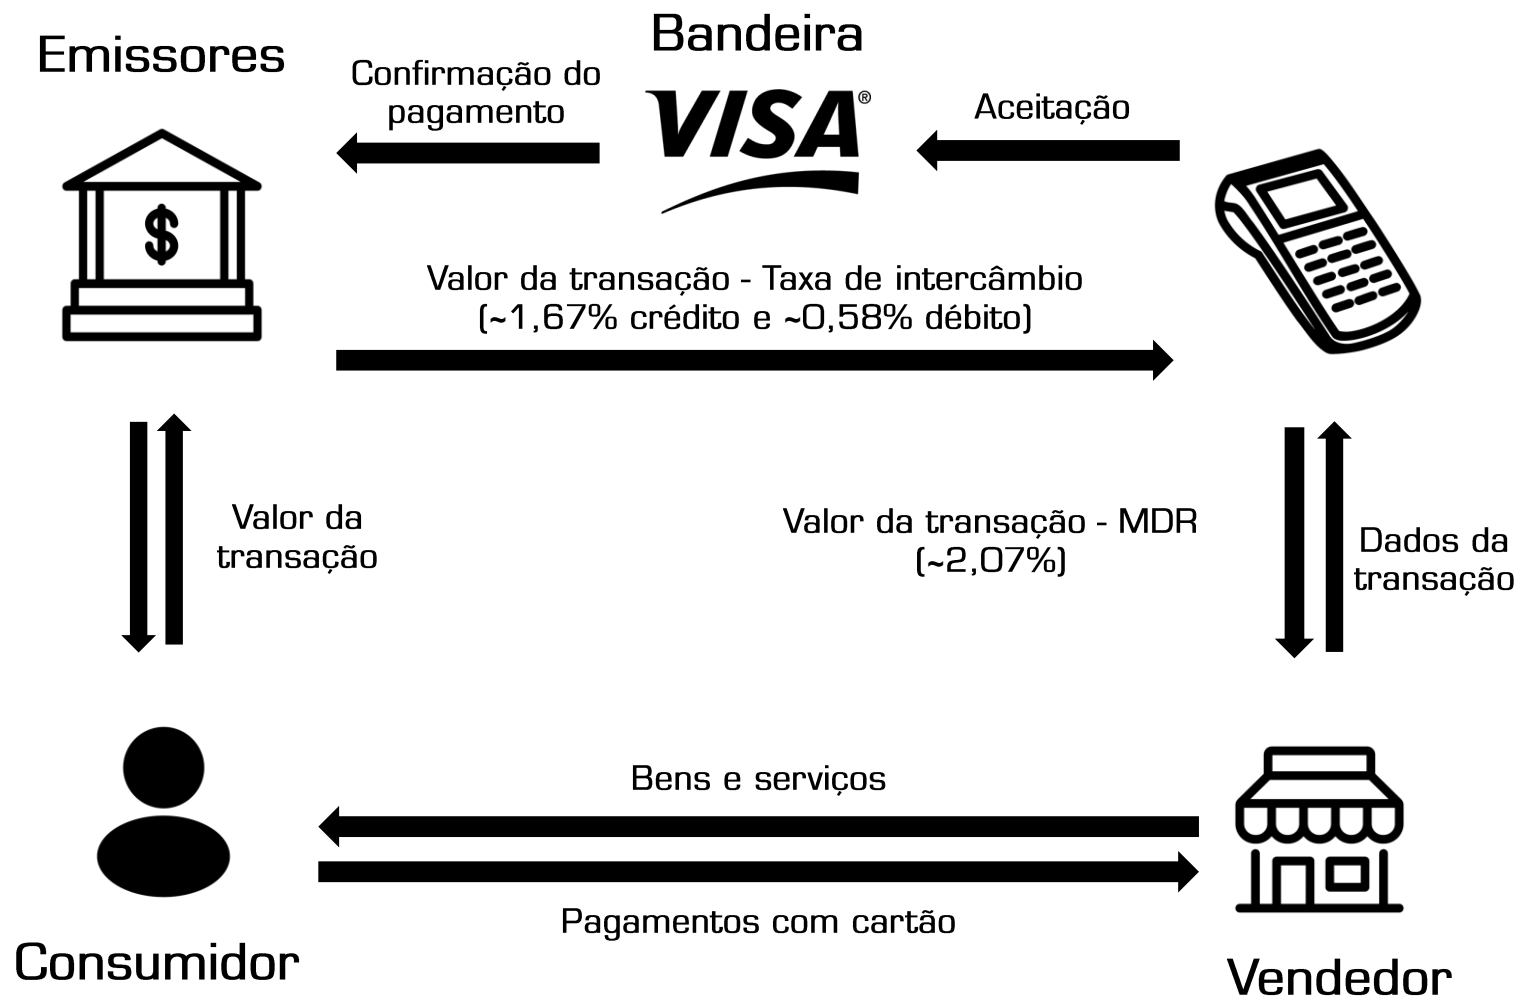 Emissores
Bandeira
Confirmação do
pagamento
VISA®
Aceitação
$
Valor da transação - Taxa de intercâmbio
(~1,67% crédito e ~0,58% débito)
Valor da
transação
Valor da transação - MDR
(~2,07%)
Dados da
transação
Bens e serviços
Pagamentos com cartão
Consumidor
Vendedor